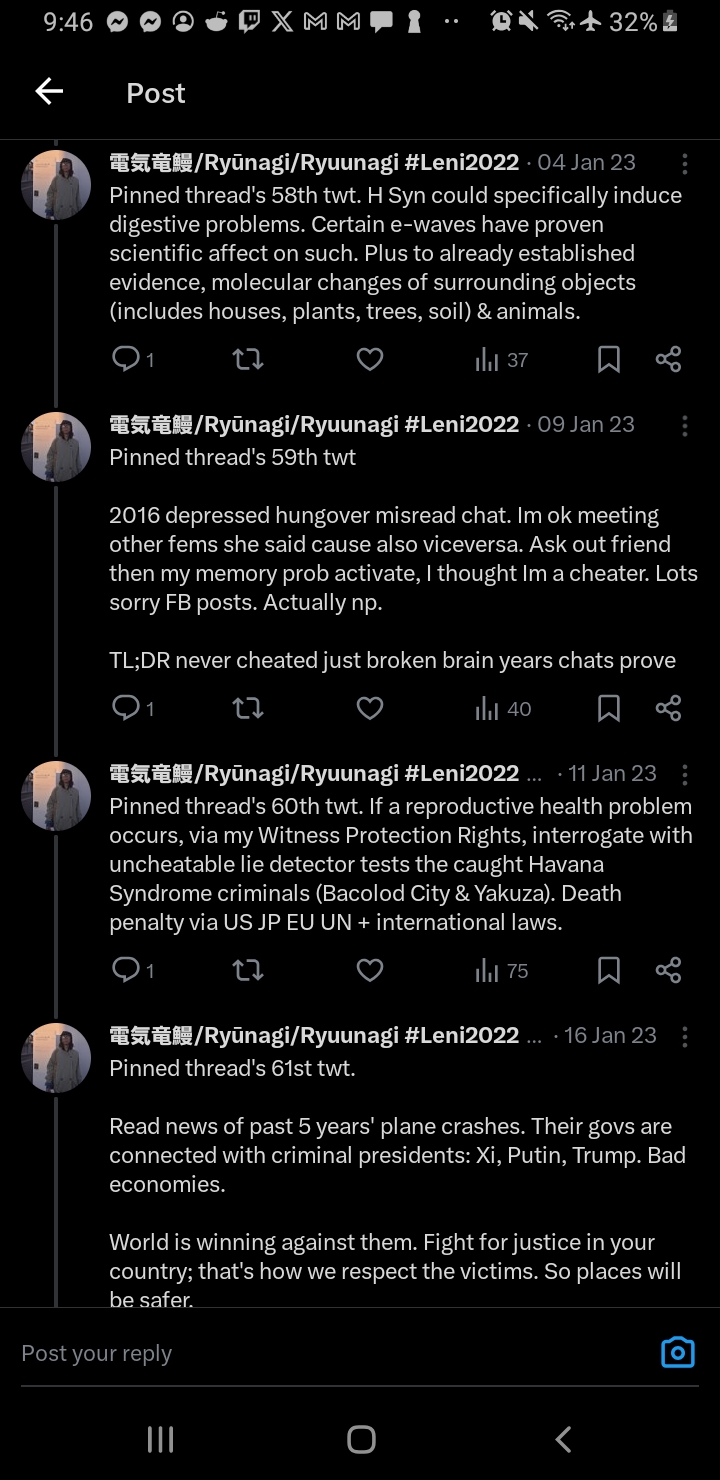 9:46
32%
Post
電気竜鰻/Ryūnagi/Ryuunagi #Leni2022 · 04 Jan 23
Pinned thread's 58th twt. H Syn could specifically induce
digestive problems. Certain e-waves have proven
scientific affect on such. Plus to already established
evidence, molecular changes of surrounding objects
(includes houses, plants, trees, soil) & animals.
1
37
電気竜鰻/Ryūnagi/Ryuunagi #Leni2022 · 09 Jan 23
Pinned thread's 59th twt
2016 depressed hungover misread chat. Im ok meeting
other fems she said cause also viceversa. Ask out friend
then my memory prob activate, I thought Im a cheater. Lots
sorry FB posts. Actually np.
TL;DR never cheated just broken brain years chats prove
1
40
電気竜鰻/Ryūnagi/Ryuunagi #Leni2022 ... · 11 Jan 23
Pinned thread's 60th twt. If a reproductive health problem
occurs, via my Witness Protection Rights, interrogate with
uncheatable lie detector tests the caught Havana
Syndrome criminals (Bacolod City & Yakuza). Death
penalty via US JP EU UN + international laws.
1
75
電気竜鰻/Ryūnagi/Ryuunagi #Leni2022 ... · 16 Jan 23
Pinned thread's 61st twt.
Read news of past 5 years' plane crashes. Their govs are
connected with criminal presidents: Xi, Putin, Trump. Bad
economies.
World is winning against them. Fight for justice in your
country; that's how we respect the victims. So places will
be safer.
Post your reply